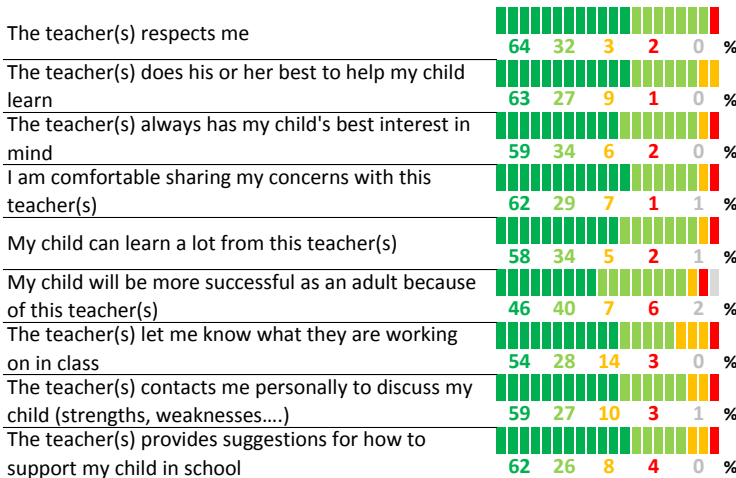 The teacher(s) respects me
64 32 3 2 0 %
The teacher(s) does his or her best to help my child
learn
63 27 9 1 0 %
The teacher(s) always has my child's best interest in
mind
59 34 6 2 0 %
I am comfortable sharing my concerns with this
teacher(s)
62 29 7 1 1 %
My child can learn a lot from this teacher(s)
58 34 5 2 1 %
My child will be more successful as an adult because
of this teacher(s)
46 40 7 6 2 %
The teacher(s) let me know what they are working
on in class
54 28 14 3 0 %
The teacher(s) contacts me personally to discuss my
child (strengths, weaknesses....)
59 27 10 3 1 %
The teacher(s) provides suggestions for how to
support my child in school
62 26 8 4 0 %